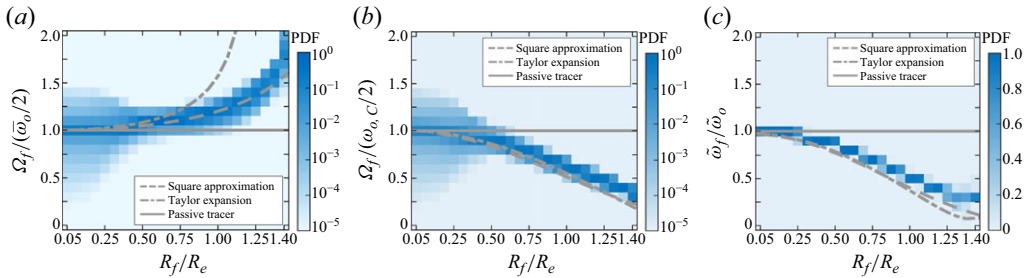 (a)
2.0
1.5
1.0
0.5
0
0.05 0.25 0.50 0.75 1.00 1.25 1.40
Ω_f/(ω̄_o/2)
R_f/R_e
Square approximation
Taylor expansion
Passive tracer
PDF
10^0
10^-1
10^-2
10^-3
10^-4
10^-5
(b)
2.0
1.5
1.0
0.5
0
0.05 0.25 0.50 0.75 1.00 1.25 1.40
Ω_f/(ω_{o,C}/2)
R_f/R_e
Square approximation
Taylor expansion
Passive tracer
PDF
10^0
10^-1
10^-2
10^-3
10^-4
10^-5
(c)
2.0
1.5
1.0
0.5
0
0.05 0.25 0.50 0.75 1.00 1.25 1.40
ω̃_f/ω̃_o
R_f/R_e
Square approximation
Taylor expansion
Passive tracer
PDF
1.0
0.8
0.6
0.4
0.2
0